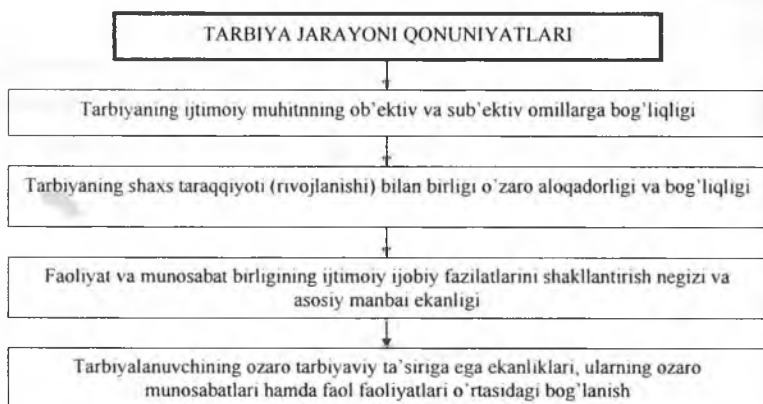 TARBIYA JARAYONI QONUNIYATLARI
Tarbiyaning ijtimoiy muhitnning ob'ektiv va sub'ektiv omillarga bog'liqligi
Tarbiyaning shaxs taraqqiyoti (rivojlanishi) bilan birligi o'zaro aloqadorligi va bog'liqligi
Faoliyat va munosabat birligining ijtimoiy ijobiy fazilatlarini shakllantirish negizi va
asosiy manbai ekanligi
Tarbiyalanuvchining ozaro tarbiyaviy ta'siriga ega ekanliklari, ularning ozaro
munosabatlari hamda faol faoliyatlari o'rtasidagi bog'lanish